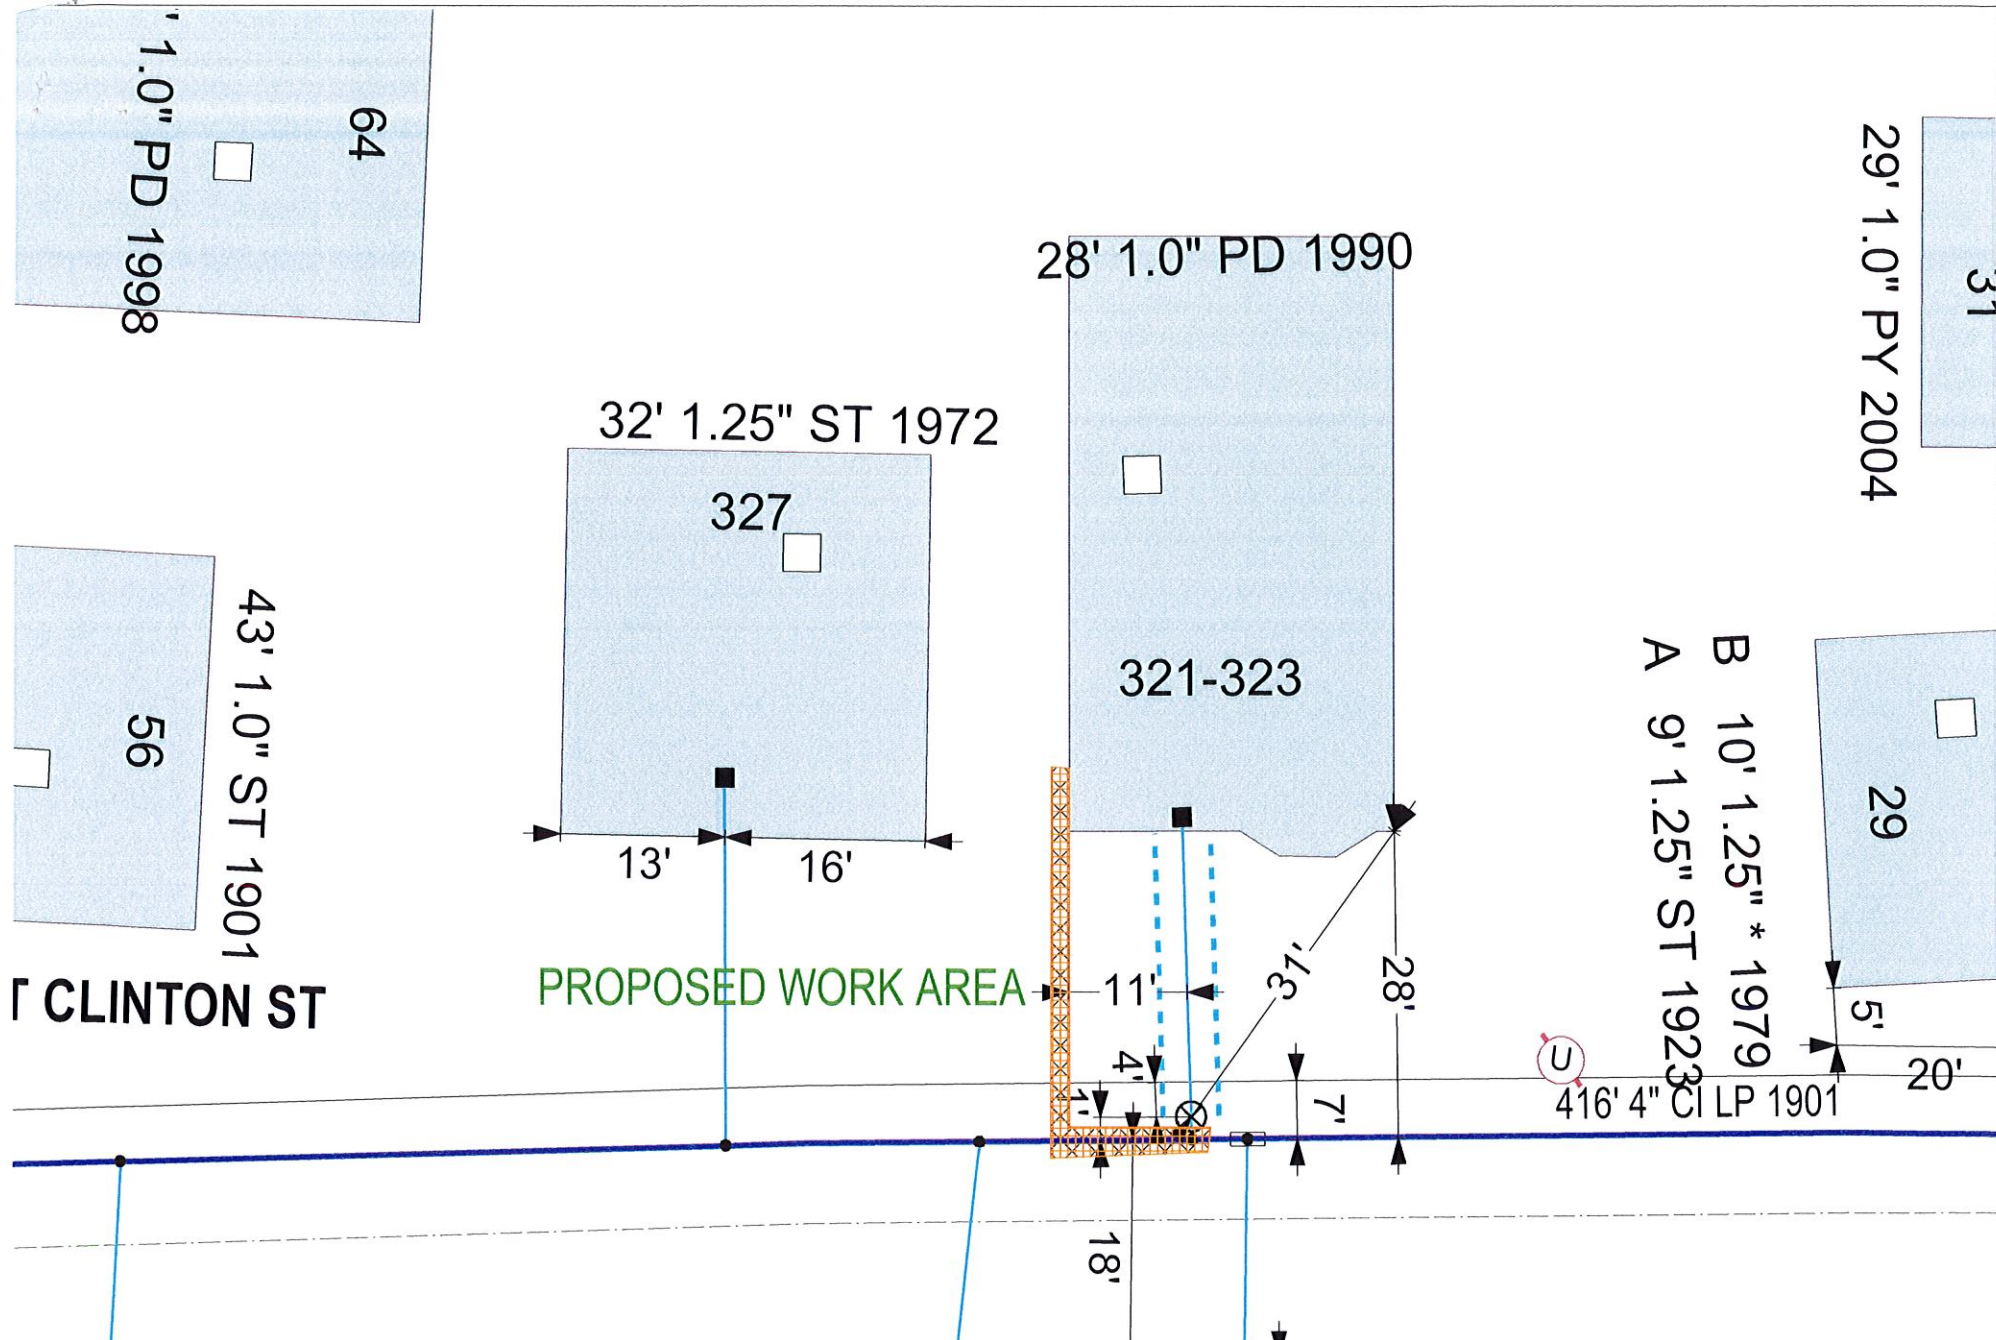 ' 1.0" PD 1998
64
28' 1.0" PD 1990
29' 1.0" PY 2004
31
32' 1.25" ST 1972
327
321-323
56
43' 1.0" ST 1901
B 10' 1.25" * 1979
A 9' 1.25" ST 1923
29
13'
16'
PROPOSED WORK AREA
T CLINTON ST
11'
31'
28'
5'
20'
4'
1'
7'
U
416' 4" CI LP 1901
18'